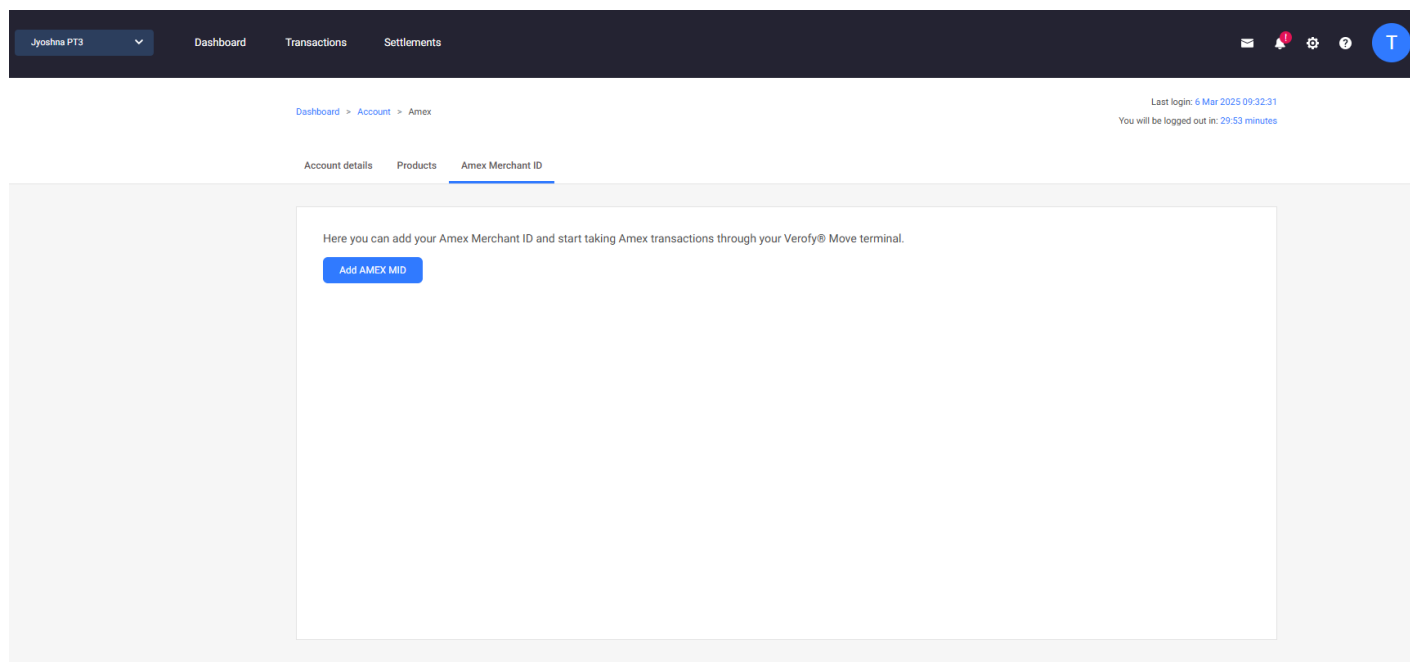 Jyoshna PT3 Dashboard Transactions Settlements ! T
Last login: 6 Mar 2025 09:32:31
Dashboard > Account > Amex
You will be logged out in: 29:53 minutes
Account details Products Amex Merchant ID
Here you can add your Amex Merchant ID and start taking Amex transactions through your Verofy® Move terminal.
Add AMEX MID